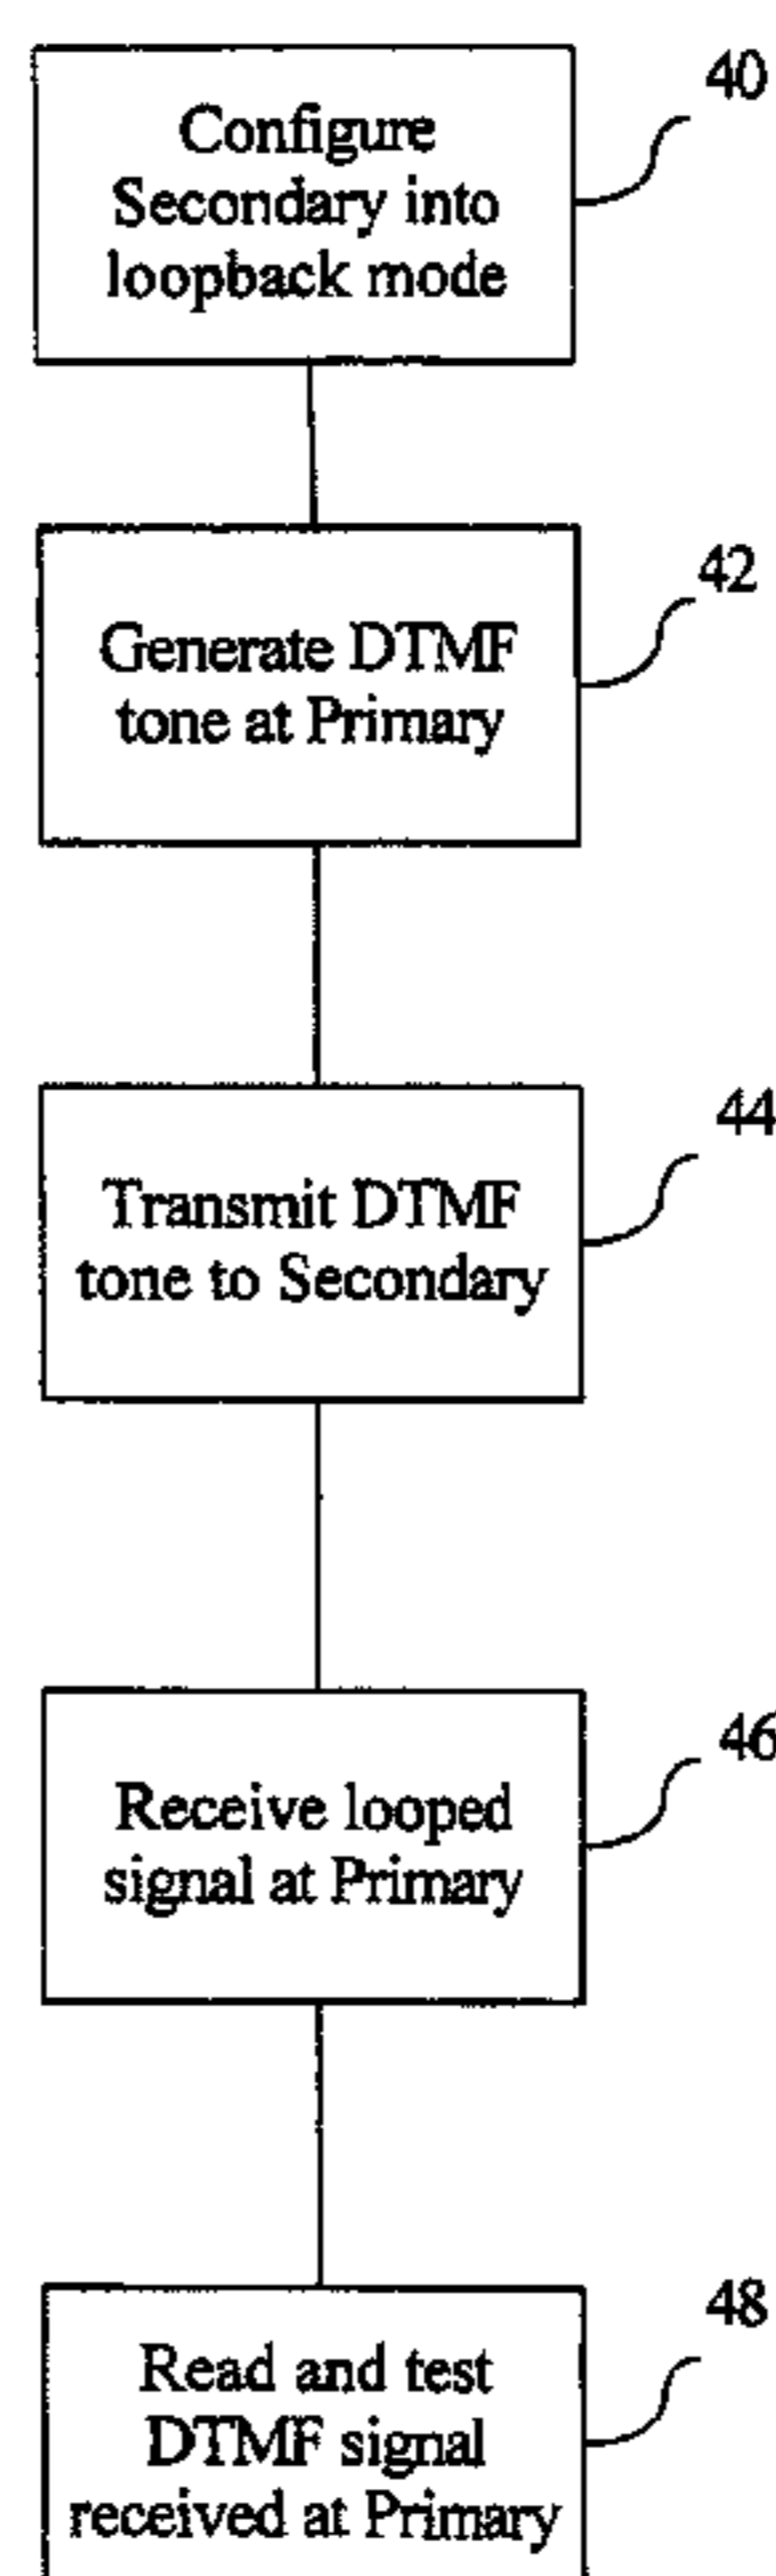 40
Configure
Secondary into
loopback mode
42
Generate DTMF
tone at Primary
44
Transmit DTMF
tone to Secondary
46
Receive looped
signal at Primary
48
Read and test
DTMF signal
received at Primary